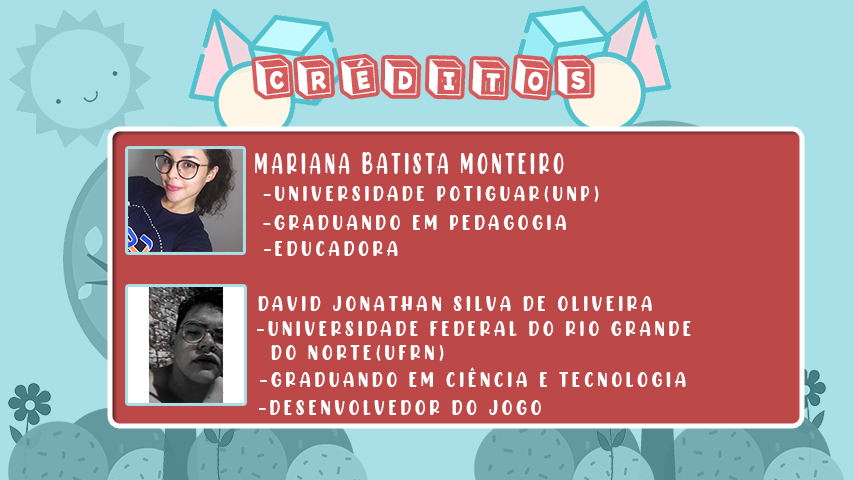 CRÉDITOS
MARIANA BATISTA MONTEIRO
-UNIVERSIDADE POTIGUAR(UNP)
-GRADUANDO EM PEDAGOGIA
-EDUCADORA
DAVID JONATHAN SILVA DE OLIVEIRA
-UNIVERSIDADE FEDERAL DO RIO GRANDE
DO NORTE(UFRN)
-GRADUANDO EM CIÊNCIA E TECNOLOGIA
-DESENVOLVEDOR DO JOGO